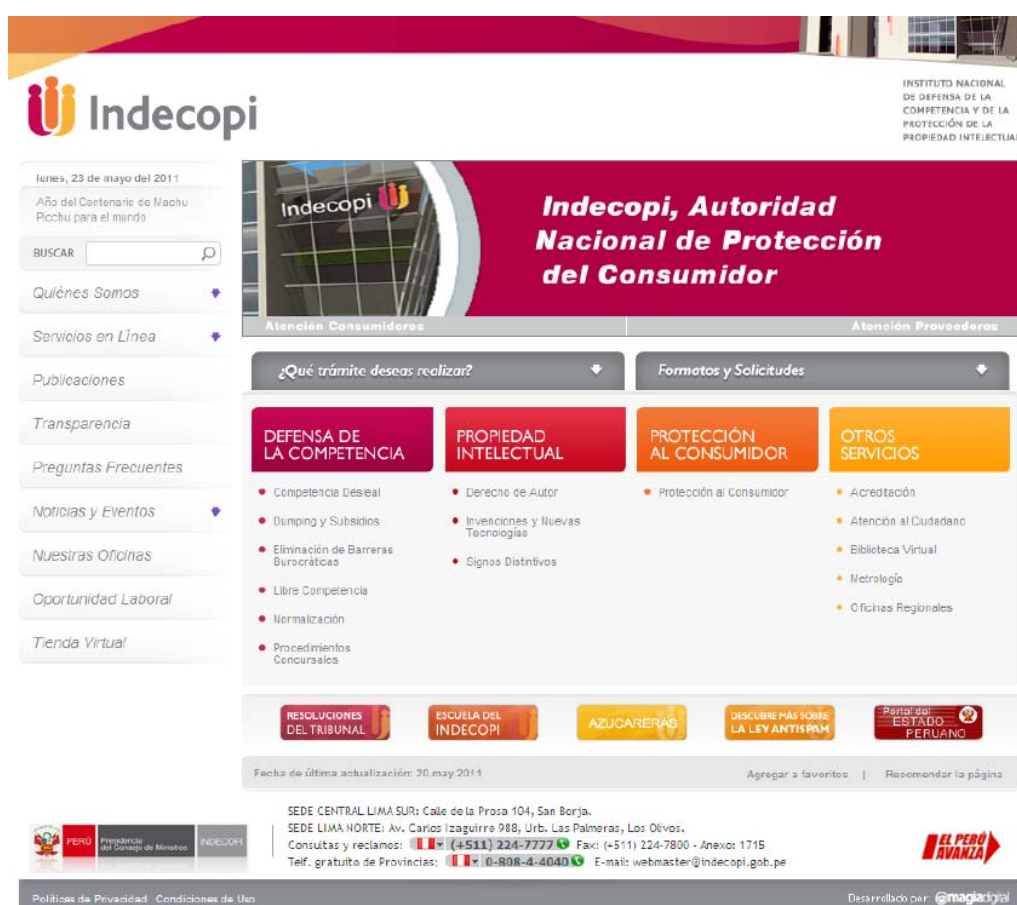 Indecopi
INSTITUTO NACIONAL
DE DEFENSA DE LA
COMPETENCIA Y DE LA
PROTECCIÓN DE LA
PROPIEDAD INTELECTUAL
lunes, 23 de mayo del 2011
Año del Centenario de Machu
Picchu para el mundo
BUSCAR
Quiénes Somos
Servicios en Línea
Publicaciones
Transparencia
Preguntas Frecuentes
Noticias y Eventos
Nuestras Oficinas
Oportunidad Laboral
Tienda Virtual
Indecopi
Indecopi, Autoridad
Nacional de Protección
del Consumidor
Atención Consumidores
Atención Proveedores
¿Qué trámite deseas realizar?
Formatos y Solicitudes
DEFENSA DE
LA COMPETENCIA
Competencia Desleal
Dumping y Subsidios
Eliminación de Barreras
Burocráticas
Libre Competencia
Normalización
Procedimientos
Concursales
PROPIEDAD
INTELECTUAL
Derecho de Autor
Invenciones y Nuevas
Tecnologías
Signos Distintivos
PROTECCIÓN
AL CONSUMIDOR
Protección al Consumidor
OTROS
SERVICIOS
Acreditación
Atención al Ciudadano
Biblioteca Virtual
Metrología
Oficinas Regionales
RESOLUCIONES
DEL TRIBUNAL
ESCUELA DEL
INDECOPI
AZUCARERAS
DESCUBRE MÁS SOBRE
LA LEY ANTISPAM
Portal del
ESTADO
PERUANO
Fecha de última actualización: 20.may.2011
Agregar a favoritos | Recomendar la página
PERÚ
Presidencia
del Consejo de Ministros
INDECOPI
SEDE CENTRAL LIMA SUR: Calle de la Prosa 104, San Borja.
SEDE LIMA NORTE: Av. Carlos Izaguirre 988, Urb. Las Palmeras, Los Olivos.
Consultas y reclamos: (+511) 224-7777 Fax: (+511) 224-7800 - Anexo: 1715
Telf. gratuito de Provincias: 0-808-4-4040 E-mail: webmaster@indecopi.gob.pe
EL PERÚ
AVANZA
Políticas de Privacidad Condiciones de Uso
Desarrollado por: @magiadigital